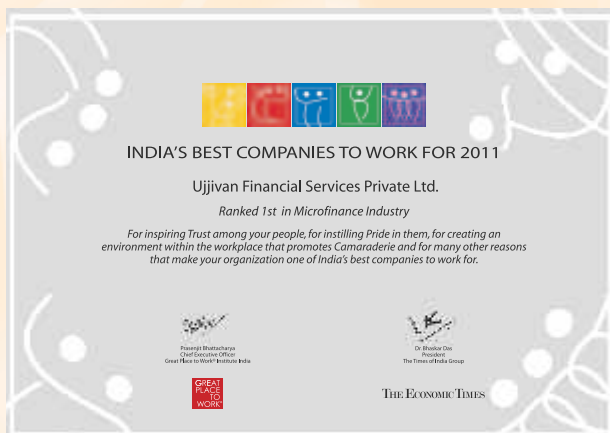 INDIA'S BEST COMPANIES TO WORK FOR 2011
Ujjivan Financial Services Private Ltd.
Ranked 1st in Microfinance Industry
For inspiring Trust among your people, for instilling Pride in them, for creating an
environment within the workplace that promotes Camaraderie and for many other reasons
that make your organization one of India's best companies to work for.
Prasenjit Bhattacharya
Chief Executive Officer
Great Place to Work® Institute India
Dr. Bhaskar Das
President
The Times of India Group
GREAT
PLACE
TO
WORK®
THE ECONOMIC TIMES